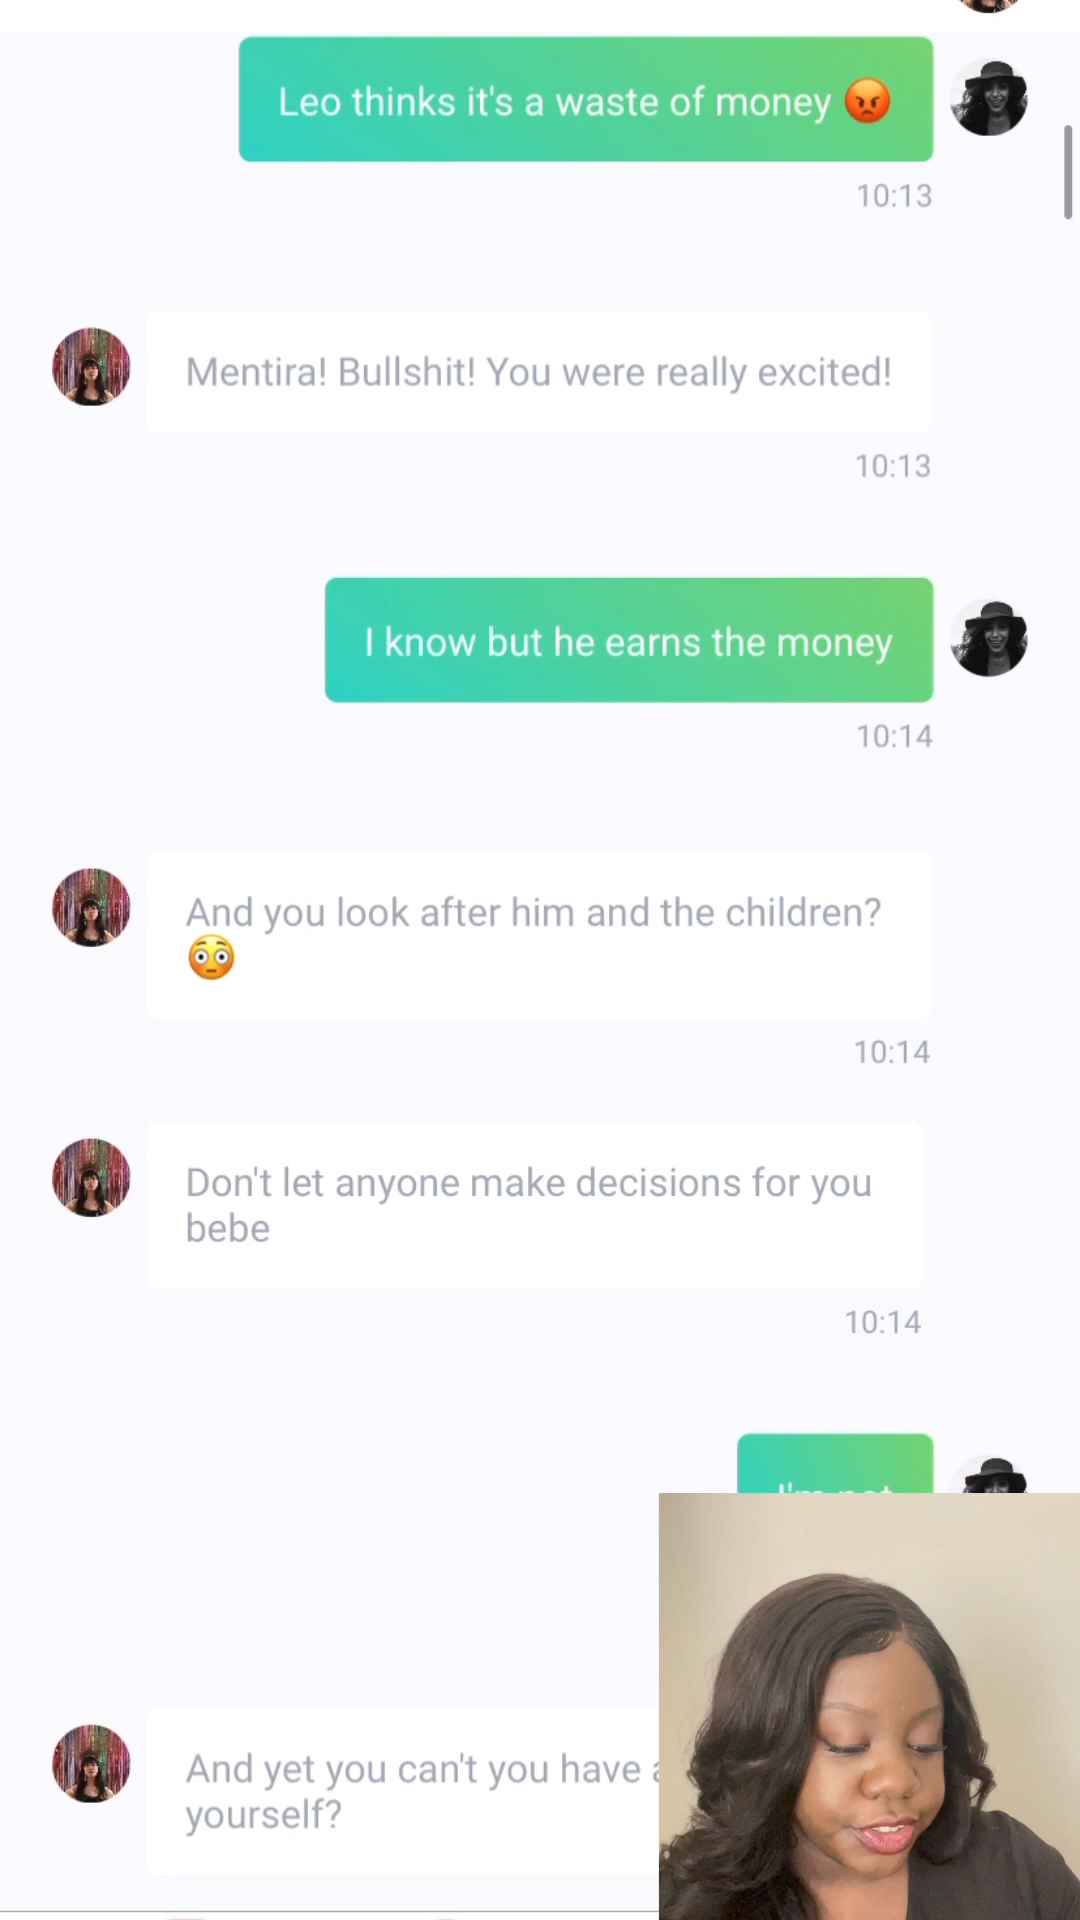 Leo thinks it's a waste of money 😡
10:13
Mentira! Bullshit! You were really excited!
10:13
I know but he earns the money
10:14
And you look after him and the children?
😳
10:14
Don't let anyone make decisions for you
bebe
10:14
I'm not
And yet you can't you have
yourself?